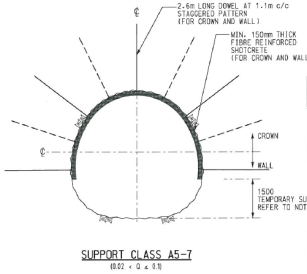 ℄
2.6m LONG DOWEL AT 1.1m c/c
STAGGERED PATTERN
(FOR CROWN AND WALL)
MIN. 150mm THICK
FIBRE REINFORCED
SHOTCRETE
(FOR CROWN AND WALL
℄
CROWN
WALL
1500
TEMPORARY SU
REFER TO NOT
SUPPORT CLASS A5-7
(0.02 < Q ≤ 0.1)